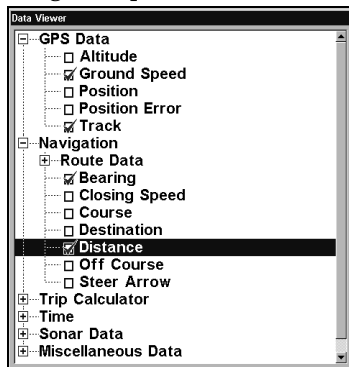 Data Viewer
GPS Data
Altitude
Ground Speed
Position
Position Error
Track
Navigation
Route Data
Bearing
Closing Speed
Course
Destination
Distance
Off Course
Steer Arrow
Trip Calculator
Time
Sonar Data
Miscellaneous Data